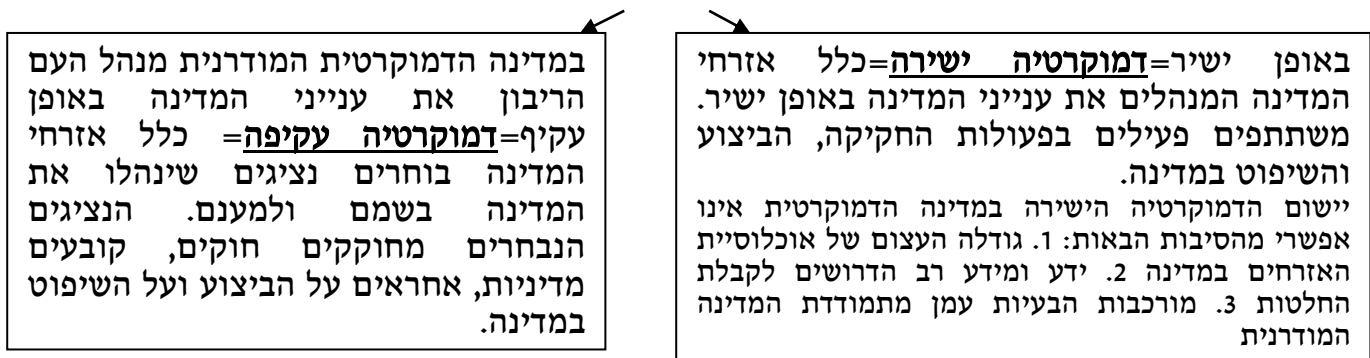 באופן ישיר=דמוקרטיה ישירה=כלל אזרחי
המדינה המנהלים את ענייני המדינה באופן ישיר.
משתתפים פעילים בפעולות החקיקה, הביצוע
והשיפוט במדינה.
יישום הדמוקרטיה הישירה במדינה הדמוקרטית אינו
אפשרי מהסיבות הבאות: 1. גודלה העצום של אוכלוסיית
האזרחים במדינה 2. ידע ומידע רב הדרושים לקבלת
החלטות 3. מורכבות הבעיות עמן מתמודדת המדינה
המודרנית
במדינה הדמוקרטית המודרנית מנהל העם
הריבון את ענייני המדינה באופן
עקיף=דמוקרטיה עקיפה= כלל אזרחי
המדינה בוחרים נציגים שינהלו את
המדינה בשמם ולמענם. הנציגים
הנבחרים מחוקקים חוקים, קובעים
מדיניות, אחראים על הביצוע ועל השיפוט
במדינה.